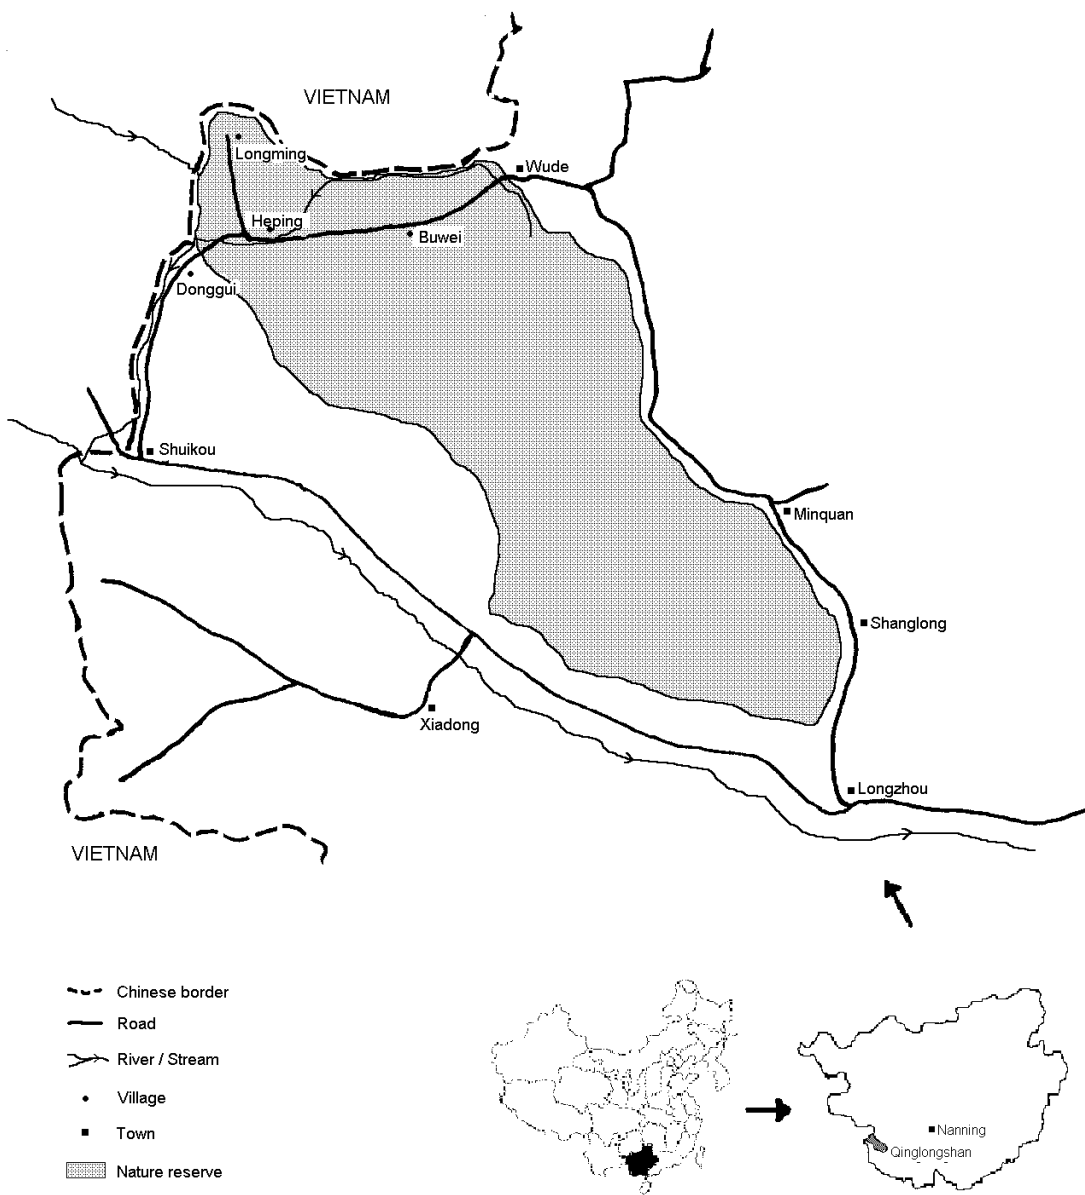 VIETNAM
Longming
Wude
Heping
Buwei
Donggui
Shuikou
Minquan
Shanglong
Xiadong
Longzhou
VIETNAM
Chinese border
Road
River / Stream
Village
Town
Nature reserve
Nanning
Qinglongshan